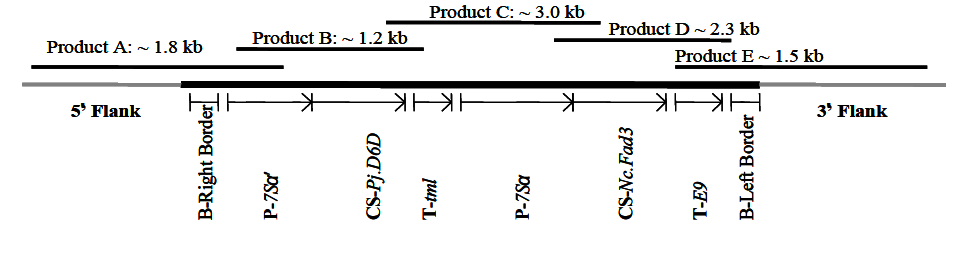 Product C: ~ 3.0 kb
Product B: ~ 1.2 kb
Product D ~ 2.3 kb
Product A: ~ 1.8 kb
Product E ~ 1.5 kb
5' Flank
3' Flank
B-Right Border
P-7Sα'
CS-Pj.D6D
T-tml
P-7Sα
CS-Nc.Fad3
T-E9
B-Left Border